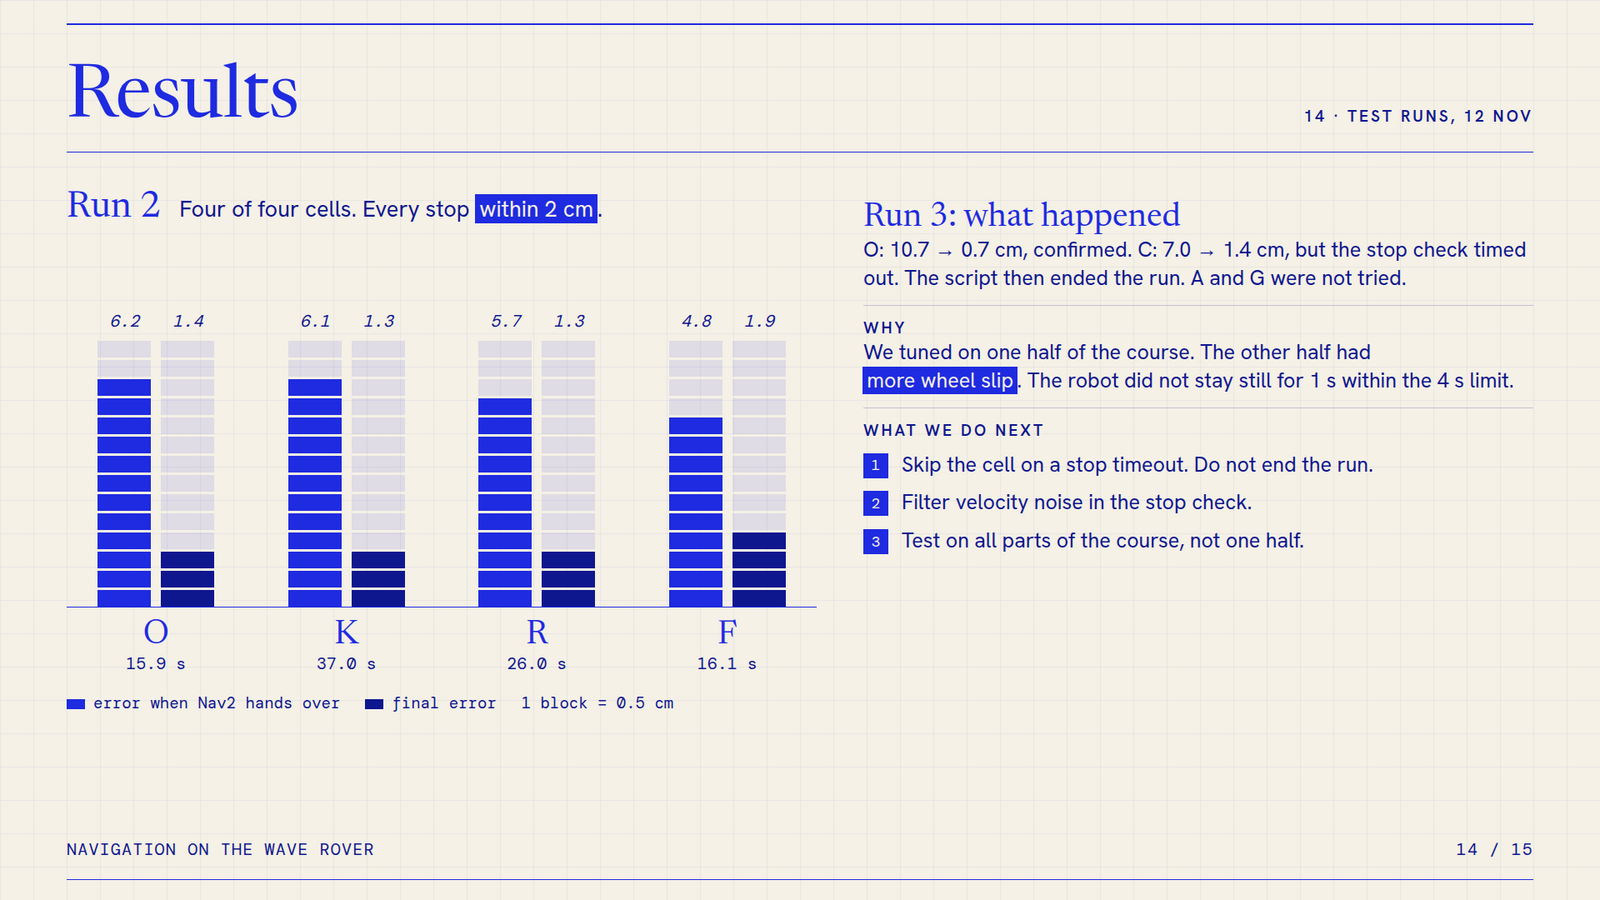 Results
14 · TEST RUNS, 12 NOV
Run 2 Four of four cells. Every stop within 2 cm.
6.2 1.4 6.1 1.3 5.7 1.3 4.8 1.9
O K R F
15.9 s 37.0 s 26.0 s 16.1 s
error when Nav2 hands over final error 1 block = 0.5 cm
Run 3: what happened
O: 10.7 → 0.7 cm, confirmed. C: 7.0 → 1.4 cm, but the stop check timed
out. The script then ended the run. A and G were not tried.
WHY
We tuned on one half of the course. The other half had
more wheel slip. The robot did not stay still for 1 s within the 4 s limit.
WHAT WE DO NEXT
1 Skip the cell on a stop timeout. Do not end the run.
2 Filter velocity noise in the stop check.
3 Test on all parts of the course, not one half.
NAVIGATION ON THE WAVE ROVER
14 / 15